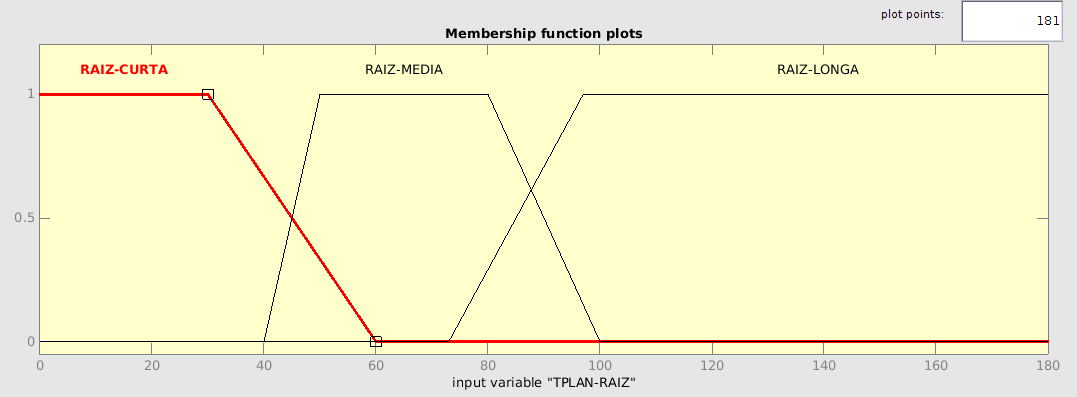 plot points:
181
Membership function plots
RAIZ-CURTA RAIZ-MEDIA RAIZ-LONGA
1
0.5
0
0 20 40 60 80 100 120 140 160 180
input variable "TPLAN-RAIZ"